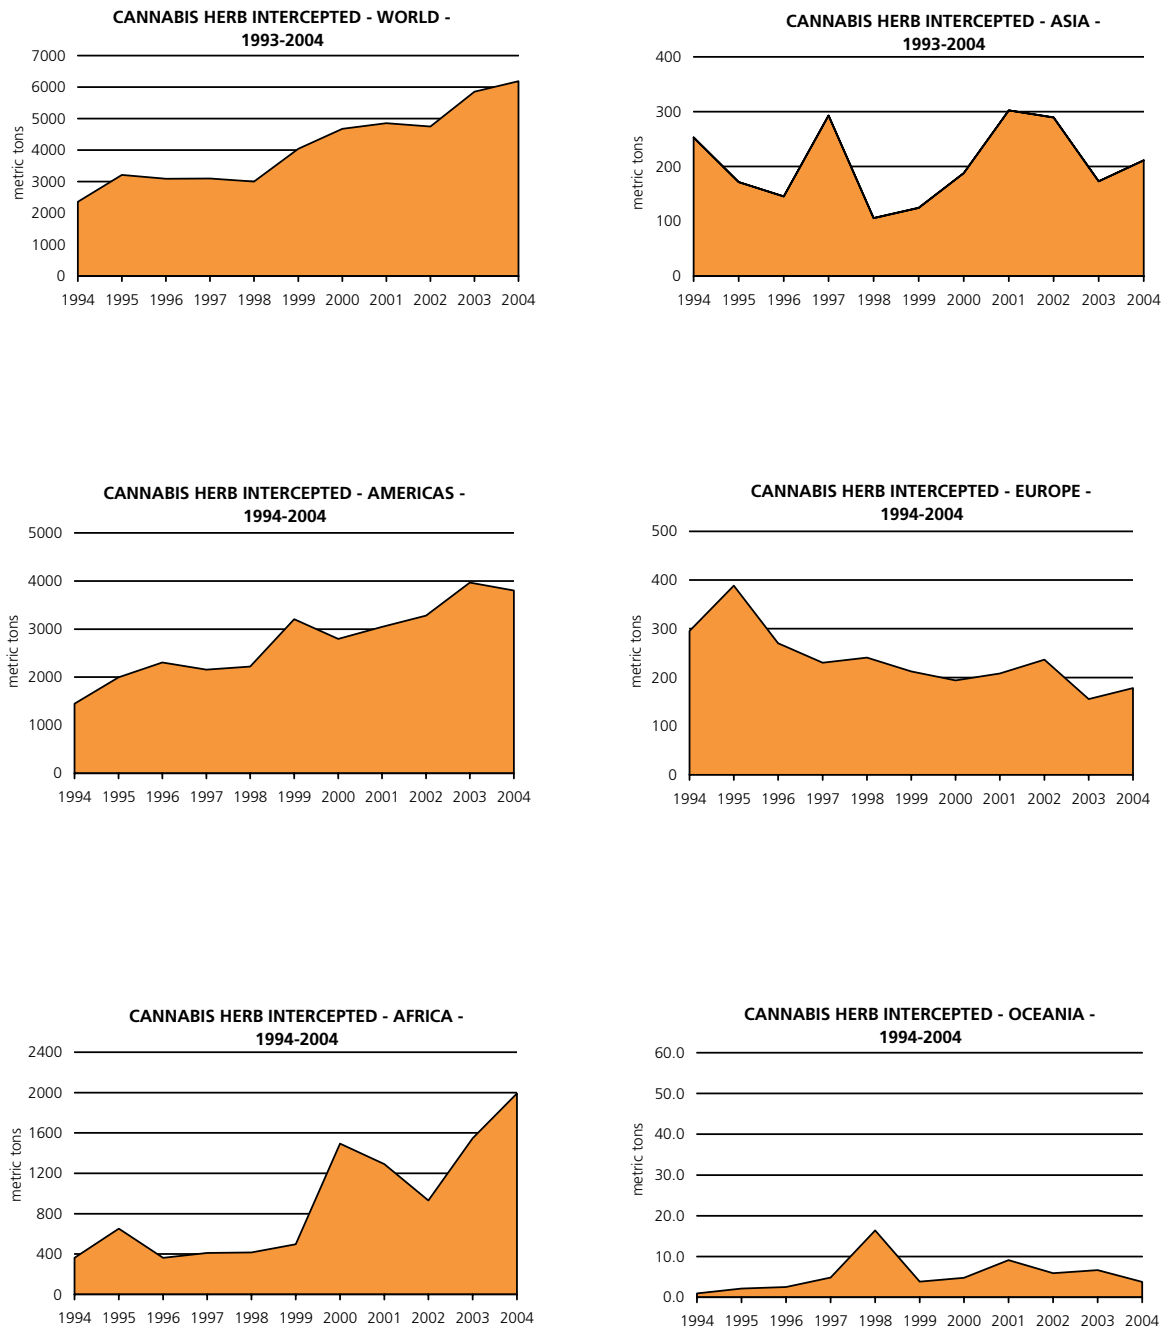 CANNABIS HERB INTERCEPTED - WORLD -
1993-2004
7000
6000
5000
4000
3000
2000
1000
0
metric tons
1994 1995 1996 1997 1998 1999 2000 2001 2002 2003 2004
CANNABIS HERB INTERCEPTED - ASIA -
1993-2004
400
300
200
100
0
metric tons
1994 1995 1996 1997 1998 1999 2000 2001 2002 2003 2004
CANNABIS HERB INTERCEPTED - AMERICAS -
1994-2004
5000
4000
3000
2000
1000
0
metric tons
1994 1995 1996 1997 1998 1999 2000 2001 2002 2003 2004
CANNABIS HERB INTERCEPTED - EUROPE -
1994-2004
500
400
300
200
100
0
metric tons
1994 1995 1996 1997 1998 1999 2000 2001 2002 2003 2004
CANNABIS HERB INTERCEPTED - AFRICA -
1994-2004
2400
2000
1600
1200
800
400
0
metric tons
1994 1995 1996 1997 1998 1999 2000 2001 2002 2003 2004
CANNABIS HERB INTERCEPTED - OCEANIA -
1994-2004
60.0
50.0
40.0
30.0
20.0
10.0
0.0
metric tons
1994 1995 1996 1997 1998 1999 2000 2001 2002 2003 2004